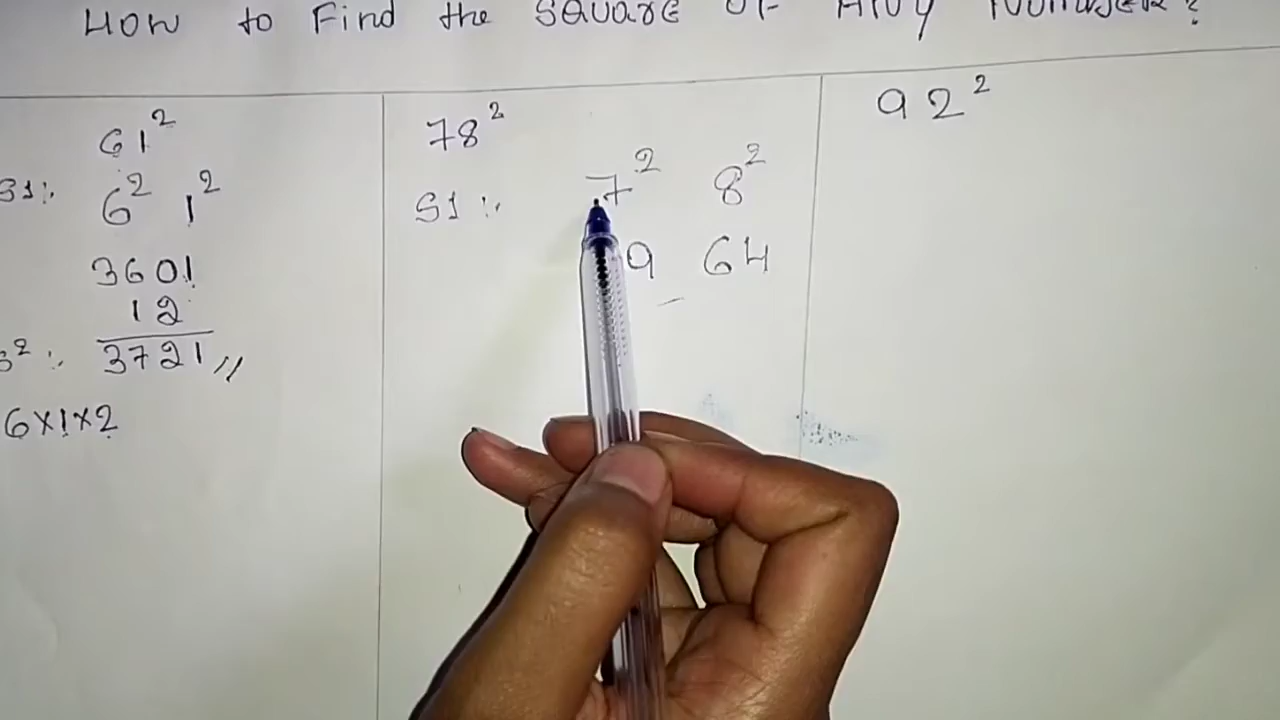 How to Find the Square of Any Number?
61²
S1:. 6² 1²
3601
12
S²:. 3721 //
6×1×2
78²
S1:. 7² 8²
9 64
92²